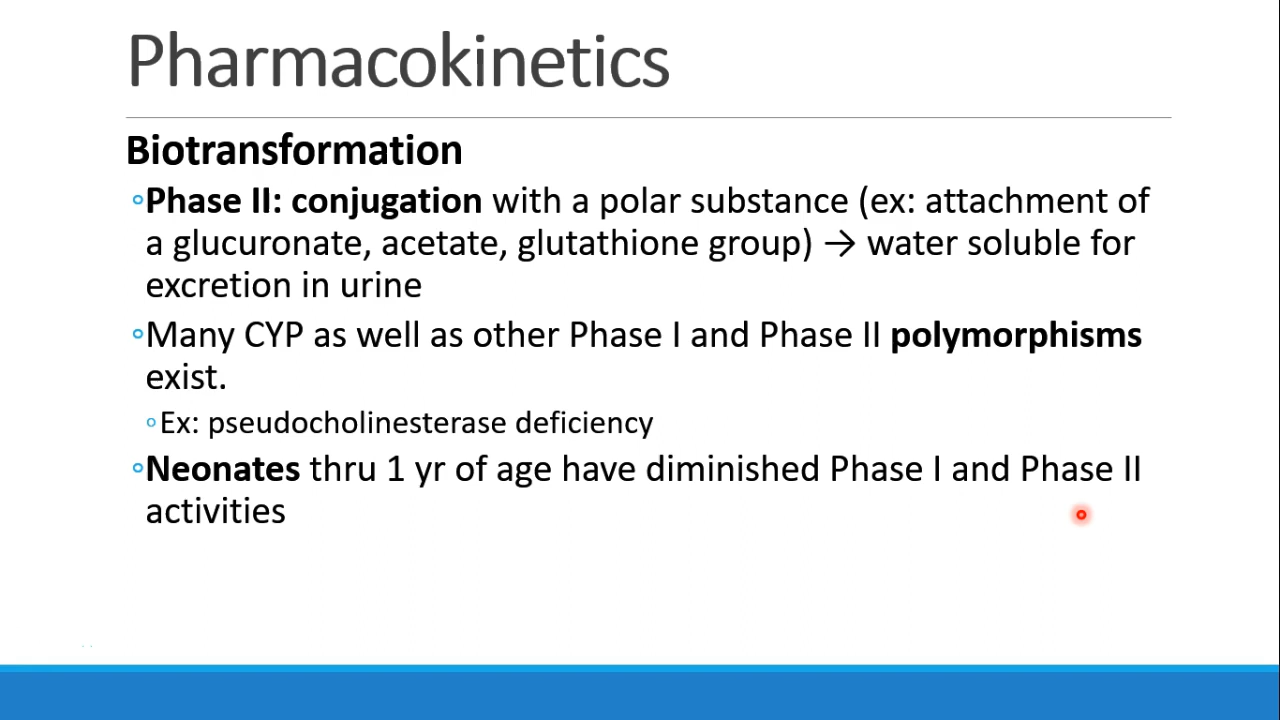 Pharmacokinetics
Biotransformation
◦Phase II: conjugation with a polar substance (ex: attachment of
a glucuronate, acetate, glutathione group) → water soluble for
excretion in urine
◦Many CYP as well as other Phase I and Phase II polymorphisms
exist.
◦Ex: pseudocholinesterase deficiency
◦Neonates thru 1 yr of age have diminished Phase I and Phase II
activities